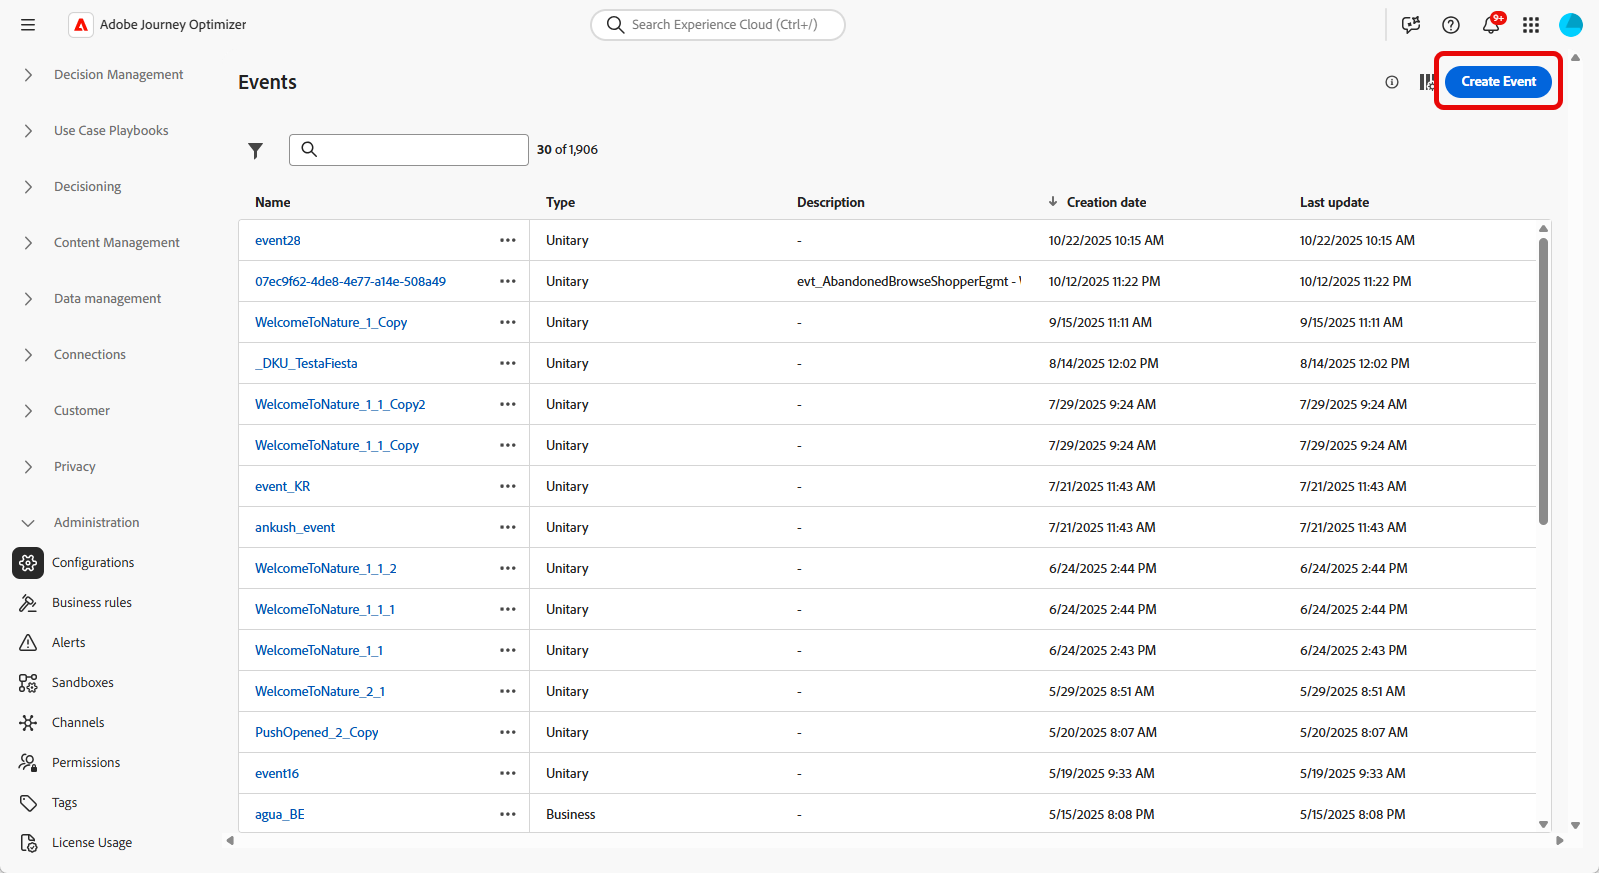 Adobe Journey Optimizer
Search Experience Cloud (Ctrl+/)
9+
Decision Management
Use Case Playbooks
Decisioning
Content Management
Data management
Connections
Customer
Privacy
Administration
Configurations
Business rules
Alerts
Sandboxes
Channels
Permissions
Tags
License Usage
Events
Create Event
30 of 1,906
Name Type Description Creation date Last update
event28 Unitary - 10/22/2025 10:15 AM 10/22/2025 10:15 AM
07ec9f62-4de8-4e77-a14e-508a49 Unitary evt_AbandonedBrowseShopperEgmt - 10/12/2025 11:22 PM 10/12/2025 11:22 PM
WelcomeToNature_1_Copy Unitary - 9/15/2025 11:11 AM 9/15/2025 11:11 AM
_DKU_TestaFiesta Unitary - 8/14/2025 12:02 PM 8/14/2025 12:02 PM
WelcomeToNature_1_1_Copy2 Unitary - 7/29/2025 9:24 AM 7/29/2025 9:24 AM
WelcomeToNature_1_1_Copy Unitary - 7/29/2025 9:24 AM 7/29/2025 9:24 AM
event_KR Unitary - 7/21/2025 11:43 AM 7/21/2025 11:43 AM
ankush_event Unitary - 7/21/2025 11:43 AM 7/21/2025 11:43 AM
WelcomeToNature_1_1_2 Unitary - 6/24/2025 2:44 PM 6/24/2025 2:44 PM
WelcomeToNature_1_1_1 Unitary - 6/24/2025 2:44 PM 6/24/2025 2:44 PM
WelcomeToNature_1_1 Unitary - 6/24/2025 2:43 PM 6/24/2025 2:43 PM
WelcomeToNature_2_1 Unitary - 5/29/2025 8:51 AM 5/29/2025 8:51 AM
PushOpened_2_Copy Unitary - 5/20/2025 8:07 AM 5/20/2025 8:07 AM
event16 Unitary - 5/19/2025 9:33 AM 5/19/2025 9:33 AM
agua_BE Business - 5/15/2025 8:08 PM 5/15/2025 8:08 PM